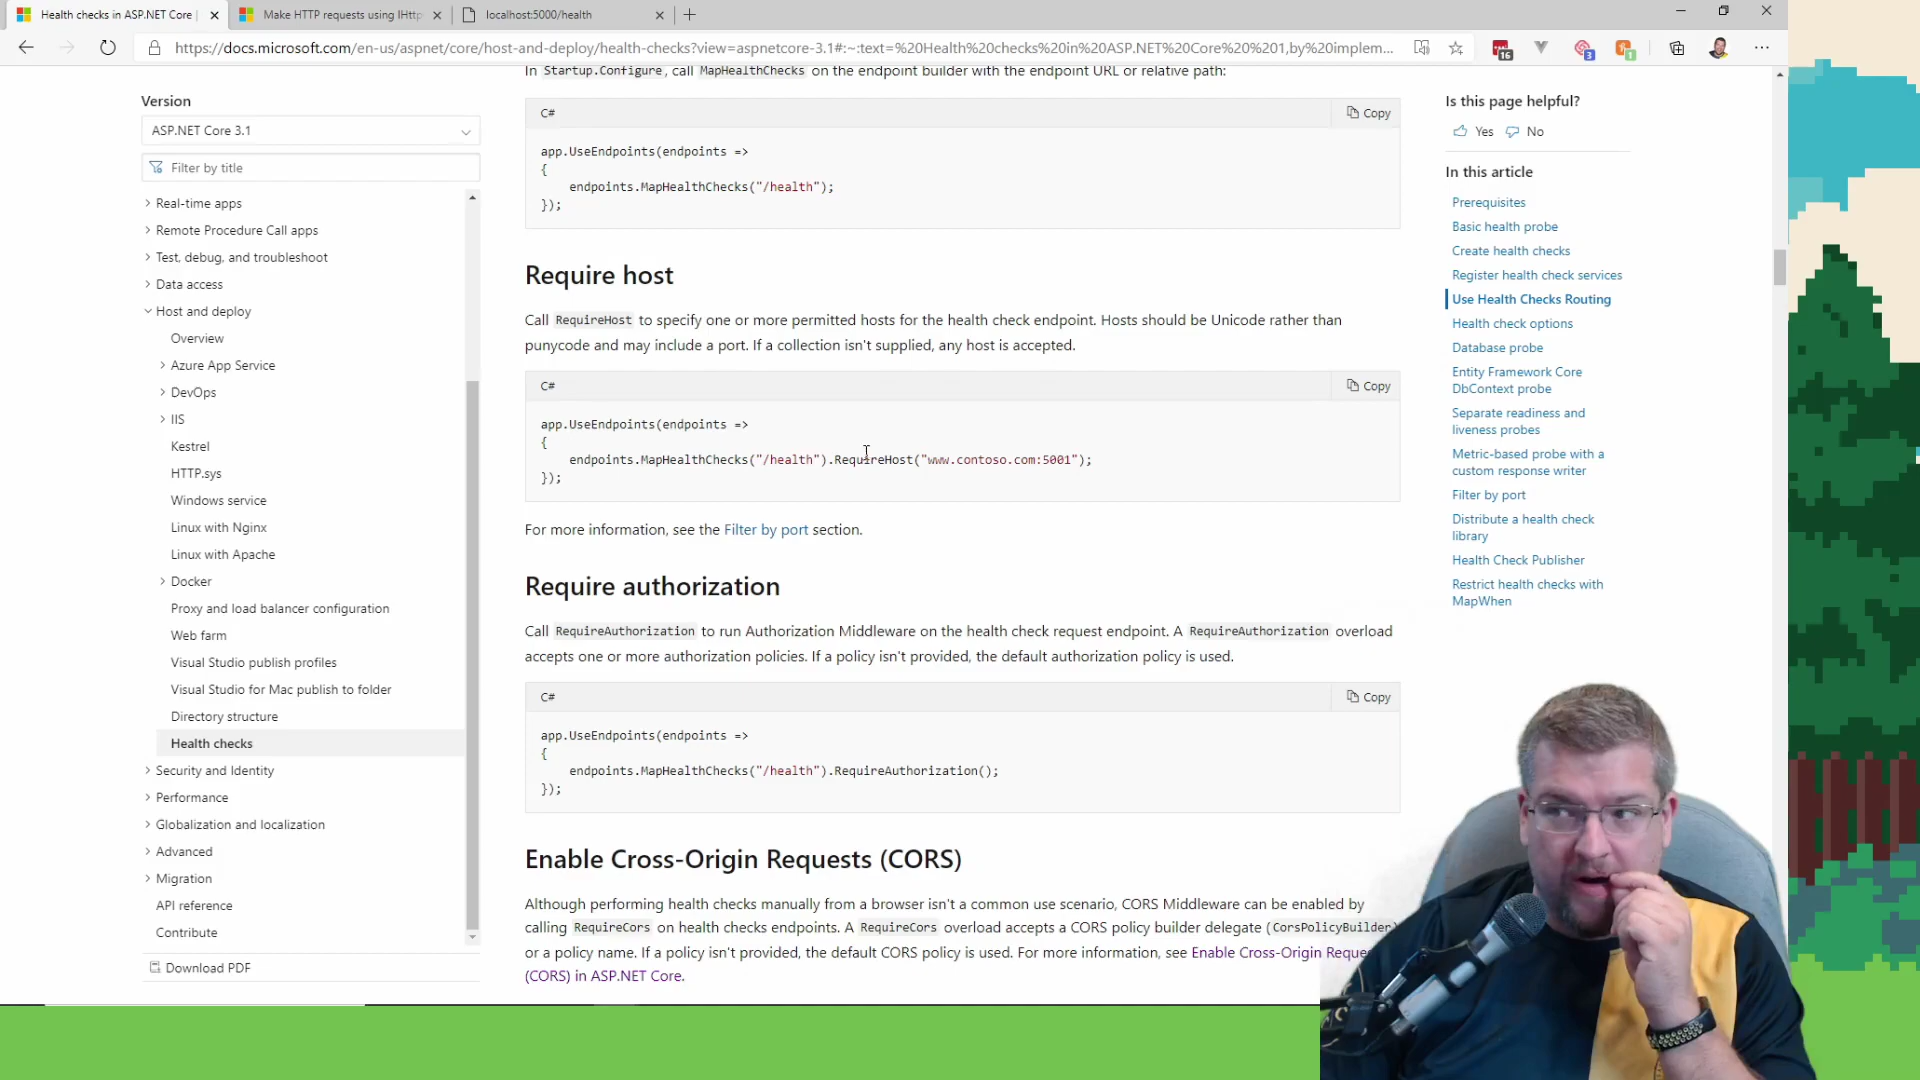 Health checks in ASP.NET Core |
Make HTTP requests using IHttp
localhost:5000/health
https://docs.microsoft.com/en-us/aspnet/core/host-and-deploy/health-checks?view=aspnetcore-3.1#:~:text=%20Health%20checks%20in%20ASP.NET%20Core%20%201,by%20implem...
16
3
1
Version
ASP.NET Core 3.1
Filter by title
Real-time apps
Remote Procedure Call apps
Test, debug, and troubleshoot
Data access
Host and deploy
Overview
Azure App Service
DevOps
IIS
Kestrel
HTTP.sys
Windows service
Linux with Nginx
Linux with Apache
Docker
Proxy and load balancer configuration
Web farm
Visual Studio publish profiles
Visual Studio for Mac publish to folder
Directory structure
Health checks
Security and Identity
Performance
Globalization and localization
Advanced
Migration
API reference
Contribute
Download PDF
In Startup.Configure, call MapHealthChecks on the endpoint builder with the endpoint URL or relative path:
C#
Copy
app.UseEndpoints(endpoints =>
{
endpoints.MapHealthChecks("/health");
});
Require host
Call RequireHost to specify one or more permitted hosts for the health check endpoint. Hosts should be Unicode rather than
punycode and may include a port. If a collection isn't supplied, any host is accepted.
C#
Copy
app.UseEndpoints(endpoints =>
{
endpoints.MapHealthChecks("/health").RequireHost("www.contoso.com:5001");
});
For more information, see the Filter by port section.
Require authorization
Call RequireAuthorization to run Authorization Middleware on the health check request endpoint. A RequireAuthorization overload
accepts one or more authorization policies. If a policy isn't provided, the default authorization policy is used.
C#
Copy
app.UseEndpoints(endpoints =>
{
endpoints.MapHealthChecks("/health").RequireAuthorization();
});
Enable Cross-Origin Requests (CORS)
Although performing health checks manually from a browser isn't a common use scenario, CORS Middleware can be enabled by
calling RequireCors on health checks endpoints. A RequireCors overload accepts a CORS policy builder delegate (CorsPolicyBuilder)
or a policy name. If a policy isn't provided, the default CORS policy is used. For more information, see Enable Cross-Origin Reque
(CORS) in ASP.NET Core.
Is this page helpful?
Yes
No
In this article
Prerequisites
Basic health probe
Create health checks
Register health check services
Use Health Checks Routing
Health check options
Database probe
Entity Framework Core
DbContext probe
Separate readiness and
liveness probes
Metric-based probe with a
custom response writer
Filter by port
Distribute a health check
library
Health Check Publisher
Restrict health checks with
MapWhen